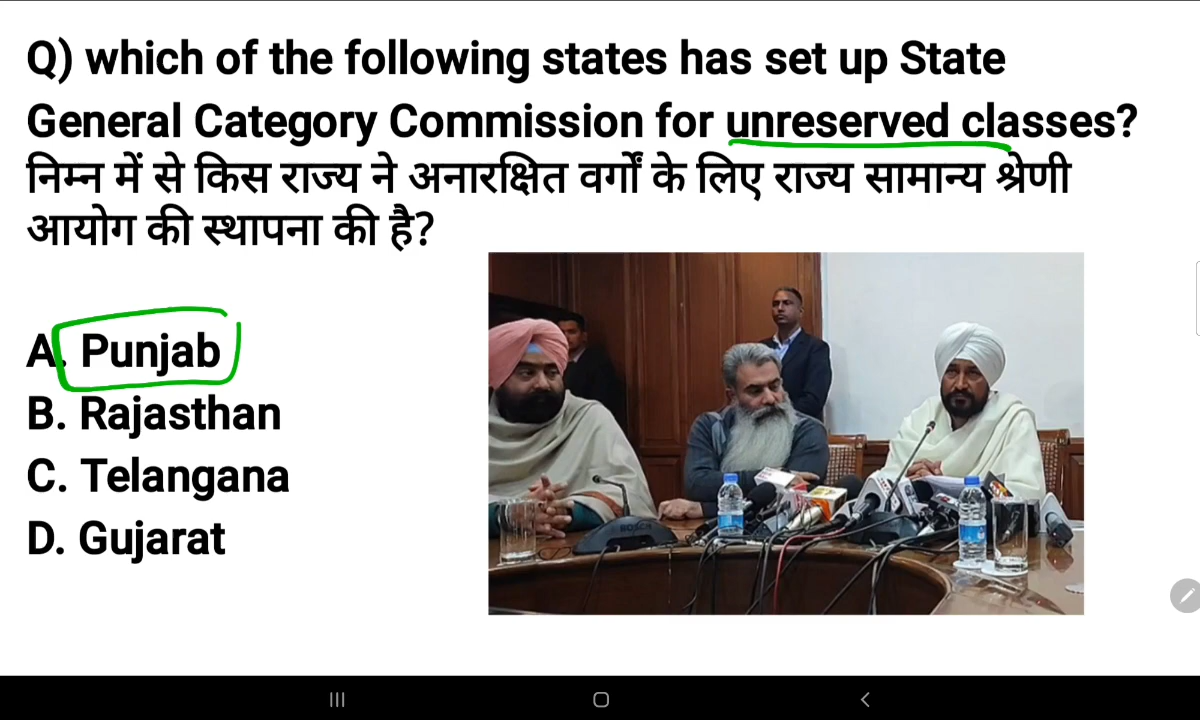 Q) which of the following states has set up State
General Category Commission for unreserved classes?
निम्न में से किस राज्य ने अनारक्षित वर्गों के लिए राज्य सामान्य श्रेणी
आयोग की स्थापना की है?
A. Punjab
B. Rajasthan
C. Telangana
D. Gujarat
BOSCH